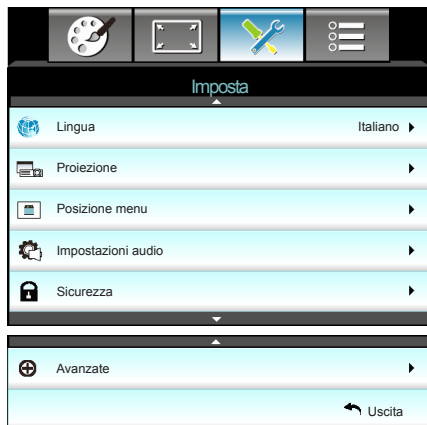 Imposta
Lingua Italiano
Proiezione
Posizione menu
Impostazioni audio
Sicurezza
Avanzate
Uscita